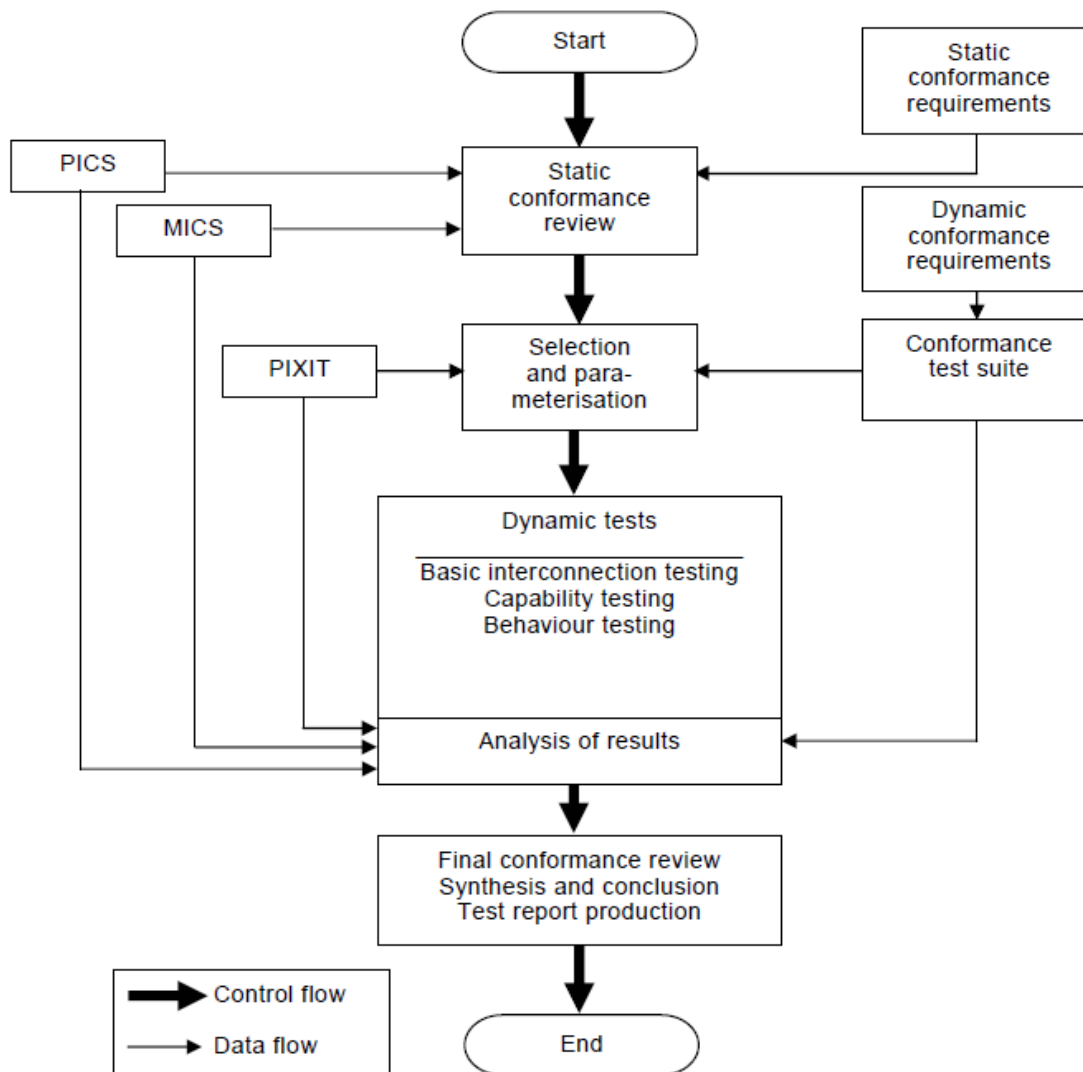 Start
Static
conformance
requirements
PICS
Static
conformance
review
MICS
Dynamic
conformance
requirements
PIXIT
Selection
and para-
meterisation
Conformance
test suite
Dynamic tests
Basic interconnection testing
Capability testing
Behaviour testing
Analysis of results
Final conformance review
Synthesis and conclusion
Test report production
Control flow
Data flow
End